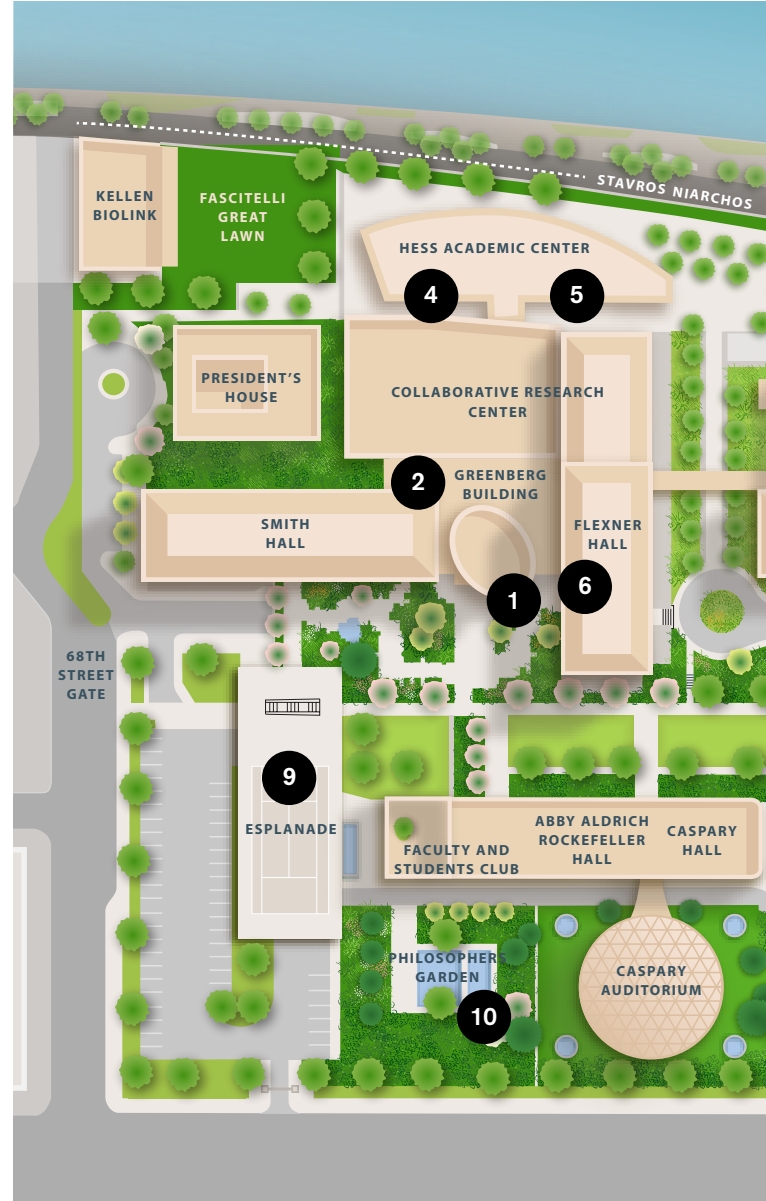 STAVROS NIARCHOS
KELLEN
BIOLINK
FASCITELLI
GREAT
LAWN
HESS ACADEMIC CENTER
4
5
PRESIDENT'S
HOUSE
COLLABORATIVE RESEARCH
CENTER
2
GREENBERG
BUILDING
SMITH
HALL
FLEXNER
HALL
1
6
68TH
STREET
GATE
9
ESPLANADE
FACULTY AND
STUDENTS CLUB
ABBY ALDRICH
ROCKEFELLER
HALL
CASPARY
HALL
PHILOSOPHERS
GARDEN
10
CASPARY
AUDITORIUM